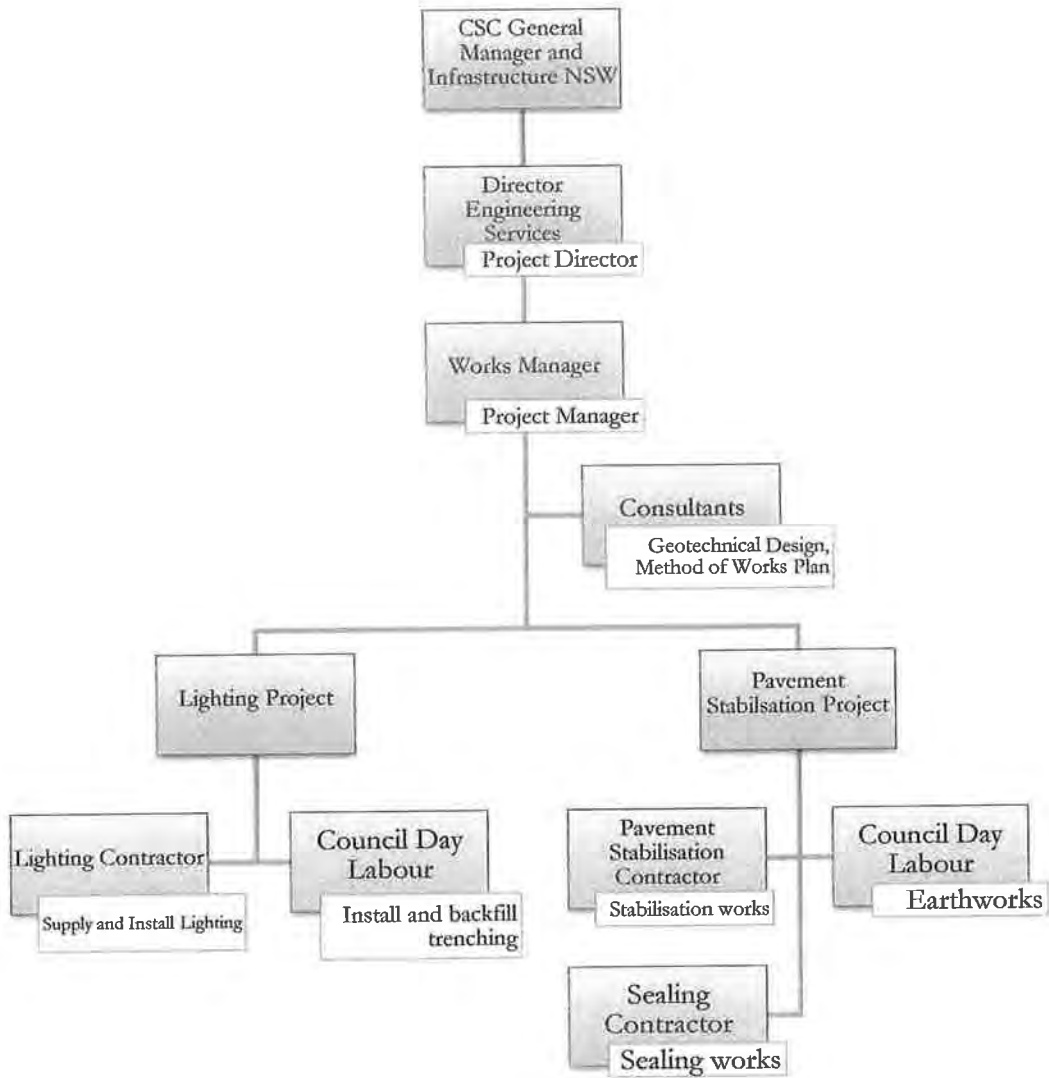 CSC General
Manager and
Infrastructure NSW
Director
Engineering
Services
Project Director
Works Manager
Project Manager
Consultants
Geotechnical Design,
Method of Works Plan
Lighting Project
Pavement
Stabilsation Project
Lighting Contractor
Supply and Install Lighting
Council Day
Labour
Install and backfill
trenching
Pavement
Stabilisation
Contractor
Stabilisation works
Council Day
Labour
Earthworks
Sealing
Contractor
Sealing works